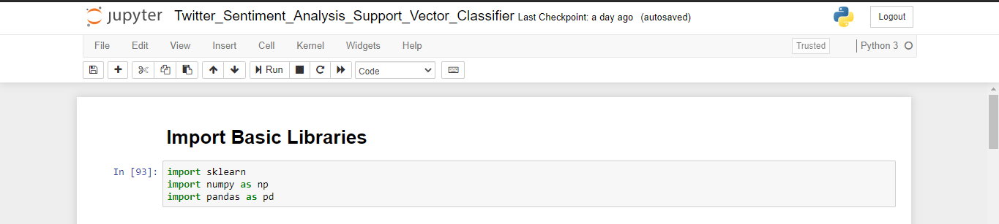 jupyter Twitter_Sentiment_Analysis_Support_Vector_Classifier Last Checkpoint: a day ago (autosaved) Logout
File Edit View Insert Cell Kernel Widgets Help Trusted Python 3
Run Code
Import Basic Libraries
In [93]: import sklearn
import numpy as np
import pandas as pd